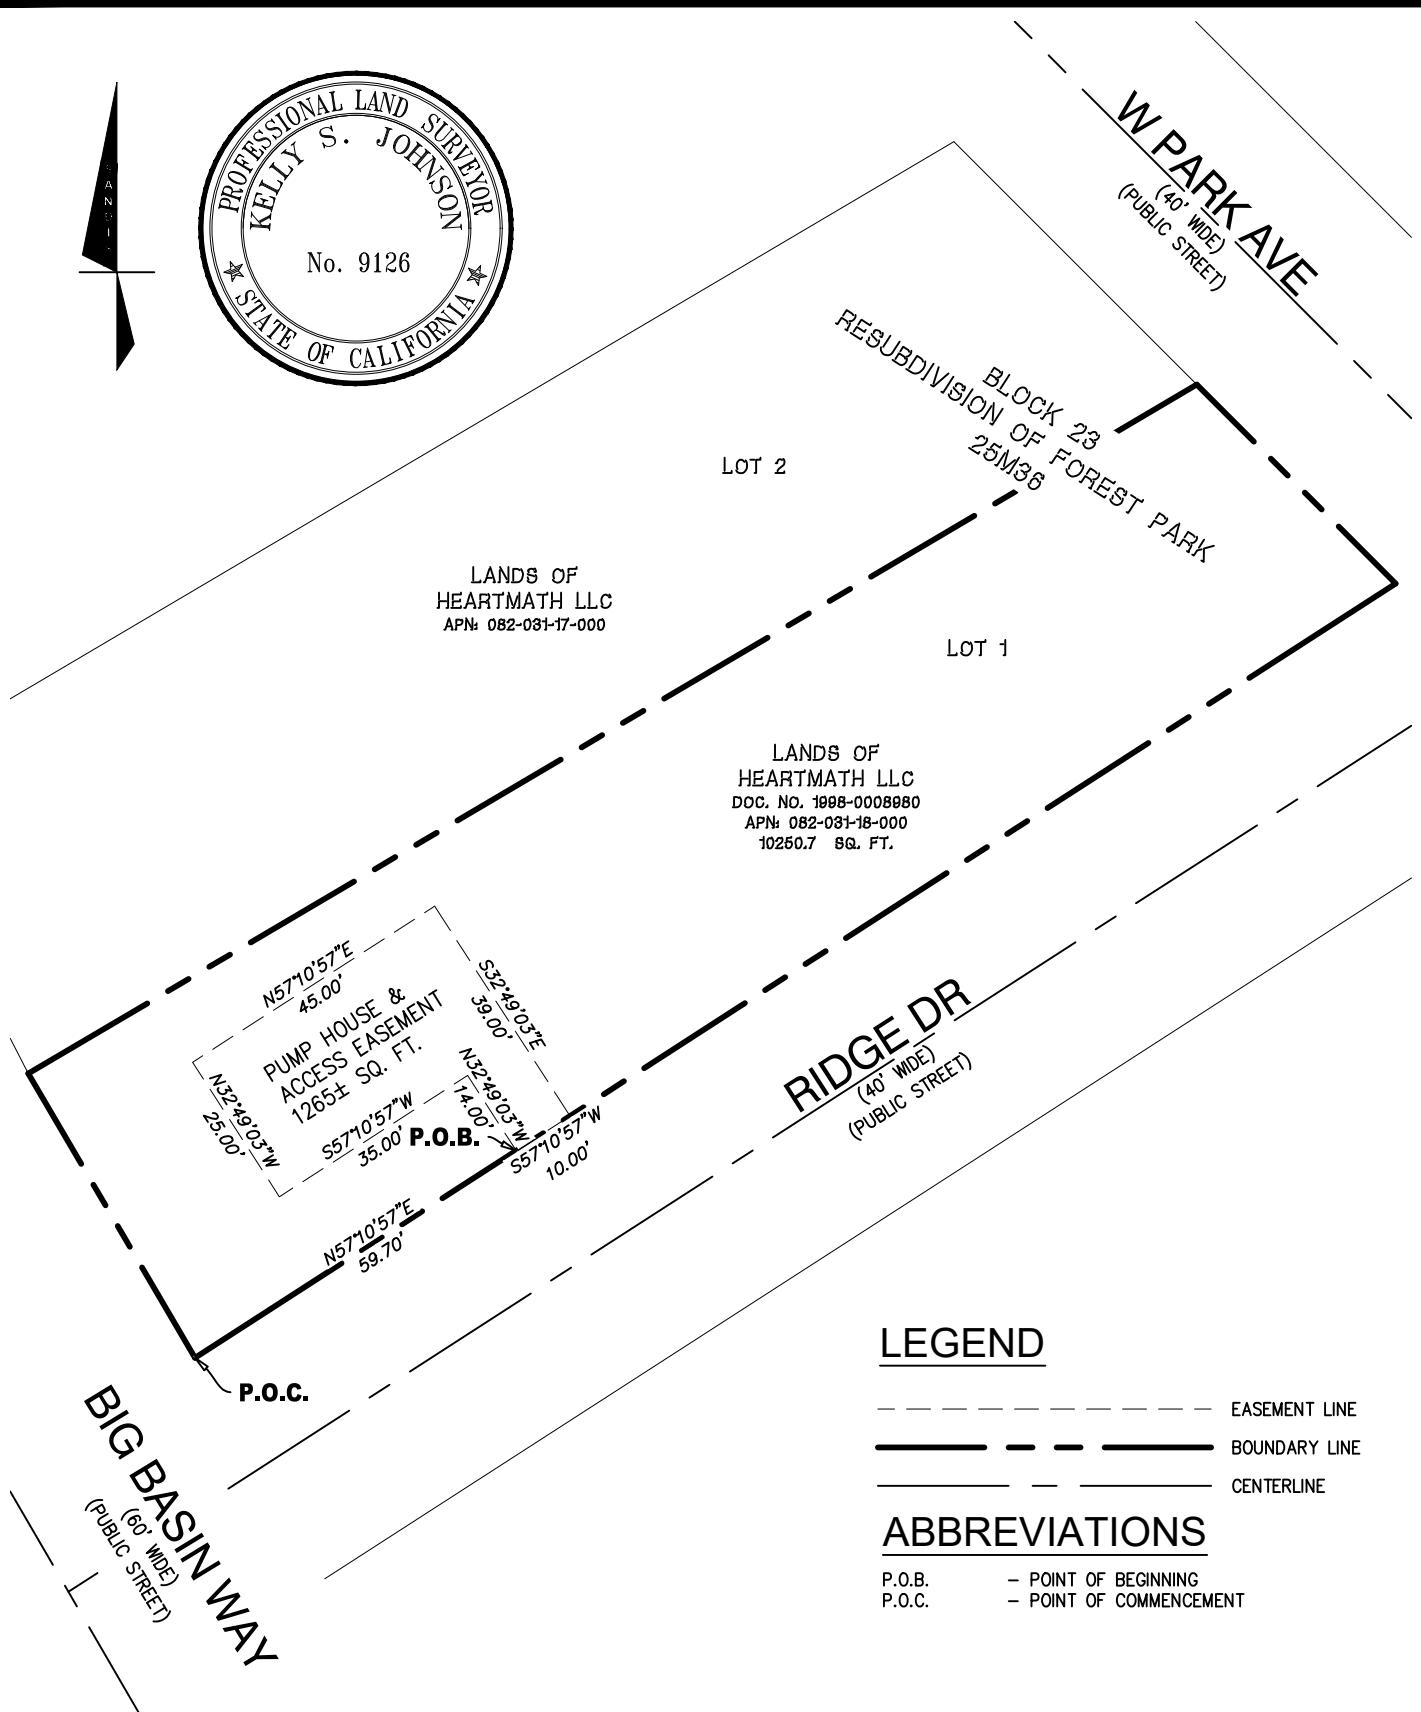 PROFESSIONAL LAND SURVEYOR
KELLY S. JOHNSON
No. 9126
STATE OF CALIFORNIA
W PARK AVE
(40' WIDE)
(PUBLIC STREET)
BLOCK 23
RESUBDIVISION OF FOREST PARK
25M36
LOT 2
LANDS OF
HEARTMATH LLC
APN: 082-031-17-000
LOT 1
LANDS OF
HEARTMATH LLC
DOC. NO. 1998-0008980
APN: 082-031-18-000
10250.7 SQ. FT.
N57°10'57"E
45.00'
S32°49'03"E
39.00'
PUMP HOUSE &
ACCESS EASEMENT
1265± SQ. FT.
N32°49'03"W
25.00'
S57°10'57"W
35.00'
N32°49'03"W
14.00'
P.O.B.
S57°10'57"W
10.00'
N57°10'57"E
59.70'
P.O.C.
RIDGE DR
(40' WIDE)
(PUBLIC STREET)
BIG BASIN WAY
(60' WIDE)
(PUBLIC STREET)
LEGEND
EASEMENT LINE
BOUNDARY LINE
CENTERLINE
ABBREVIATIONS
P.O.B. - POINT OF BEGINNING
P.O.C. - POINT OF COMMENCEMENT